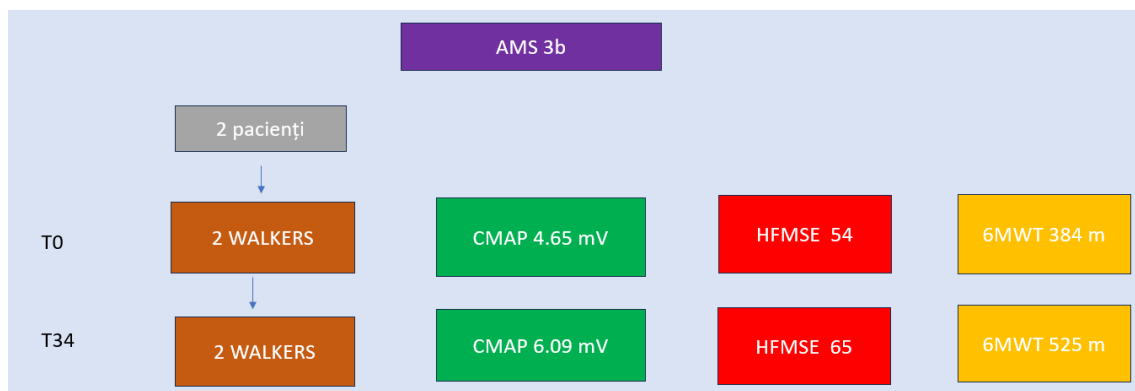 AMS 3b
2 pacienți
T0
2 WALKERS
CMAP 4.65 mV
HFMSE 54
6MWT 384 m
T34
2 WALKERS
CMAP 6.09 mV
HFMSE 65
6MWT 525 m